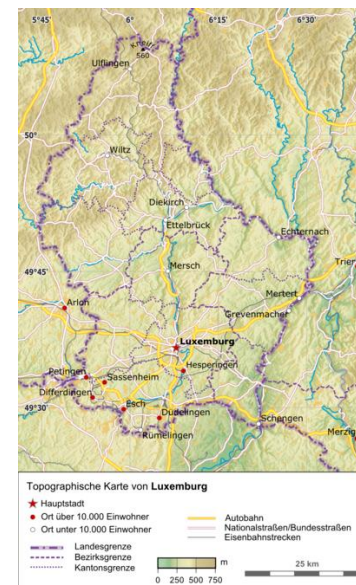 5°45' 6° 6°15' 6°30'
Kneiff
560
Ulflingen
50°
Wiltz
Diekirch
Ettelbrück
Echternach
Mersch
49°45'
Trier
Mertert
Arlon
Grevenmacher
Luxemburg
Petingen
Hesperingen
Sassenheim
Differdingen
49°30'
Esch
Düdelingen
Schengen
Rümelingen
Merzig
Topographische Karte von Luxemburg
Hauptstadt
Ort über 10.000 Einwohner
Ort unter 10.000 Einwohner
Landesgrenze
Bezirksgrenze
Kantonsgrenze
Autobahn
Nationalstraßen/Bundesstraßen
Eisenbahnstrecken
m
0 250 500 750
25 km